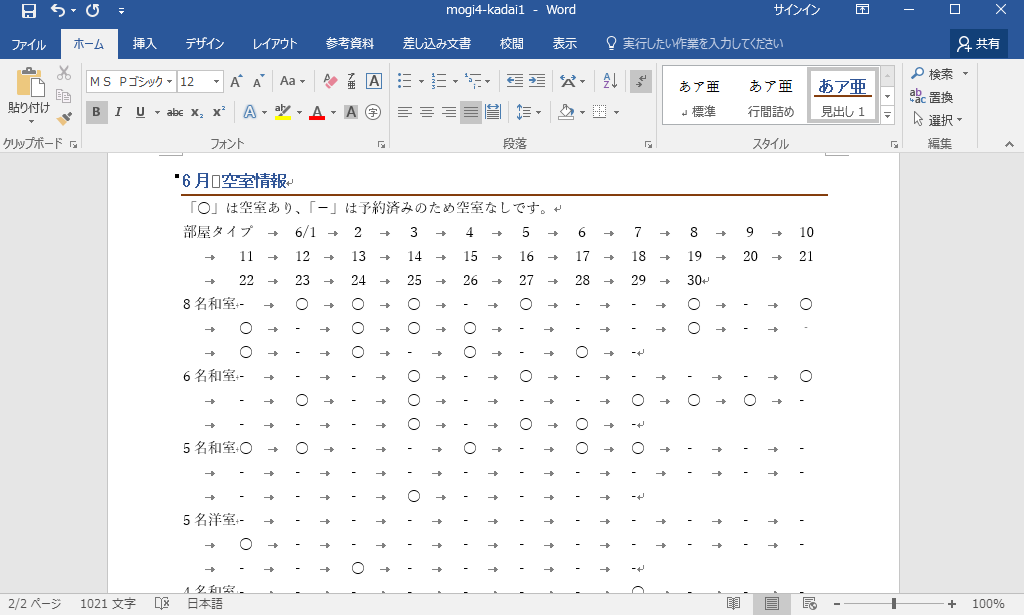 mogi4-kadai1 - Word サインイン
ファイル ホーム 挿入 デザイン レイアウト 参考資料 差し込み文書 校閲 表示 実行したい作業を入力してください 共有
貼り付け
ＭＳ Ｐゴシック 12 A A Aa ア亜 A
B I U abc x₂ x² A ab A A 字
あア亜 あア亜 あア亜
↲標準 行間詰め 見出し 1
検索
置換
選択
クリップボード フォント 段落 スタイル 編集
6 月□空室情報↵
「〇」は空室あり、「－」は予約済みのため空室なしです。↵
部屋タイプ → 6/1 → 2 → 3 → 4 → 5 → 6 → 7 → 8 → 9 → 10
→ 11 → 12 → 13 → 14 → 15 → 16 → 17 → 18 → 19 → 20 → 21
→ 22 → 23 → 24 → 25 → 26 → 27 → 28 → 29 → 30↵
8 名和室 - → 〇 → 〇 → 〇 → - → 〇 → - → - → 〇 → - → 〇
→ 〇 → - → 〇 → 〇 → 〇 → - → - → - → 〇 → - → -
→ 〇 → - → 〇 → - → 〇 → - → 〇 → -↵
6 名和室 - → - → - → 〇 → - → 〇 → - → - → - → - → 〇
→ - → 〇 → - → 〇 → - → - → - → 〇 → 〇 → 〇 → -
→ - → - → - → 〇 → - → 〇 → 〇 → -↵
5 名和室 〇 → 〇 → - → - → 〇 → - → 〇 → 〇 → - → - → -
→ - → - → - → - → - → - → - → - → - → - → -
→ - → - → - → 〇 → - → - → - → -↵
5 名洋室 - → - → - → - → - → - → - → - → - → - → -
→ 〇 → - → - → - → - → - → - → - → - → - → -
→ - → - → 〇 → - → - → - → - → -↵
4 名和室
2/2 ページ 1021 文字 日本語 100%